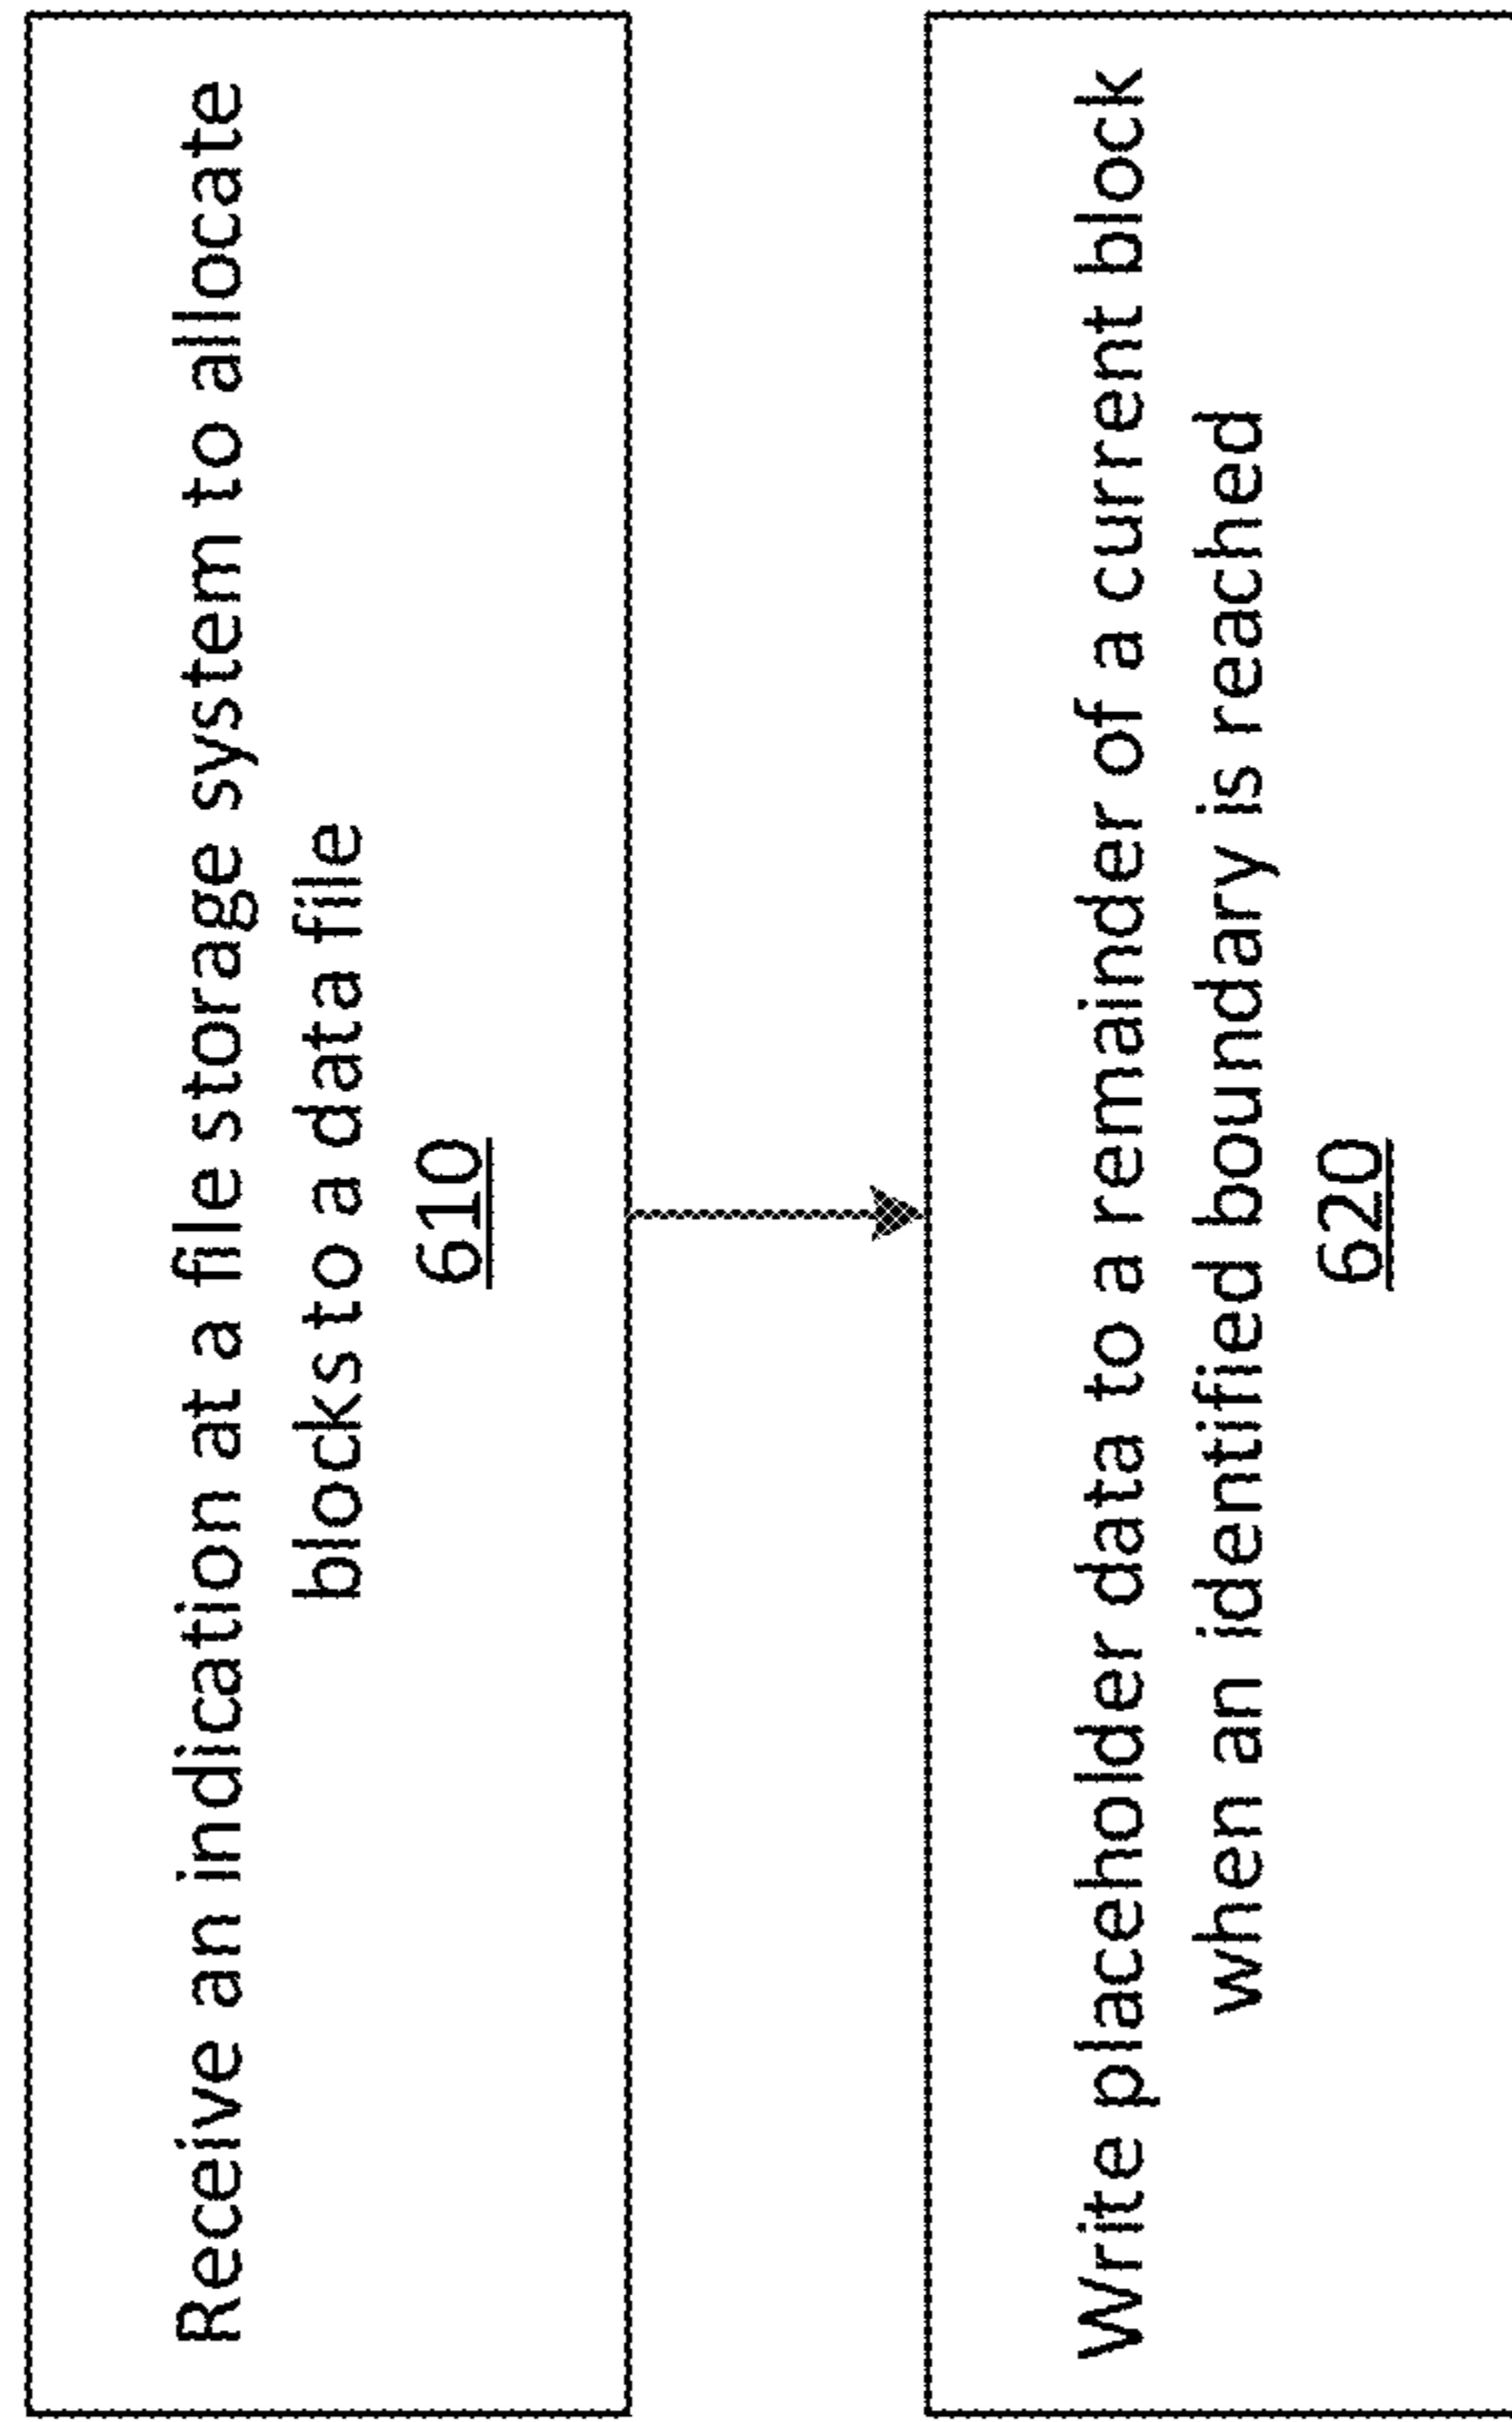 Receive an indication at a file storage system to allocate
blocks to a data file
610
Write placeholder data to a remainder of a current block
when an identified boundary is reached
620